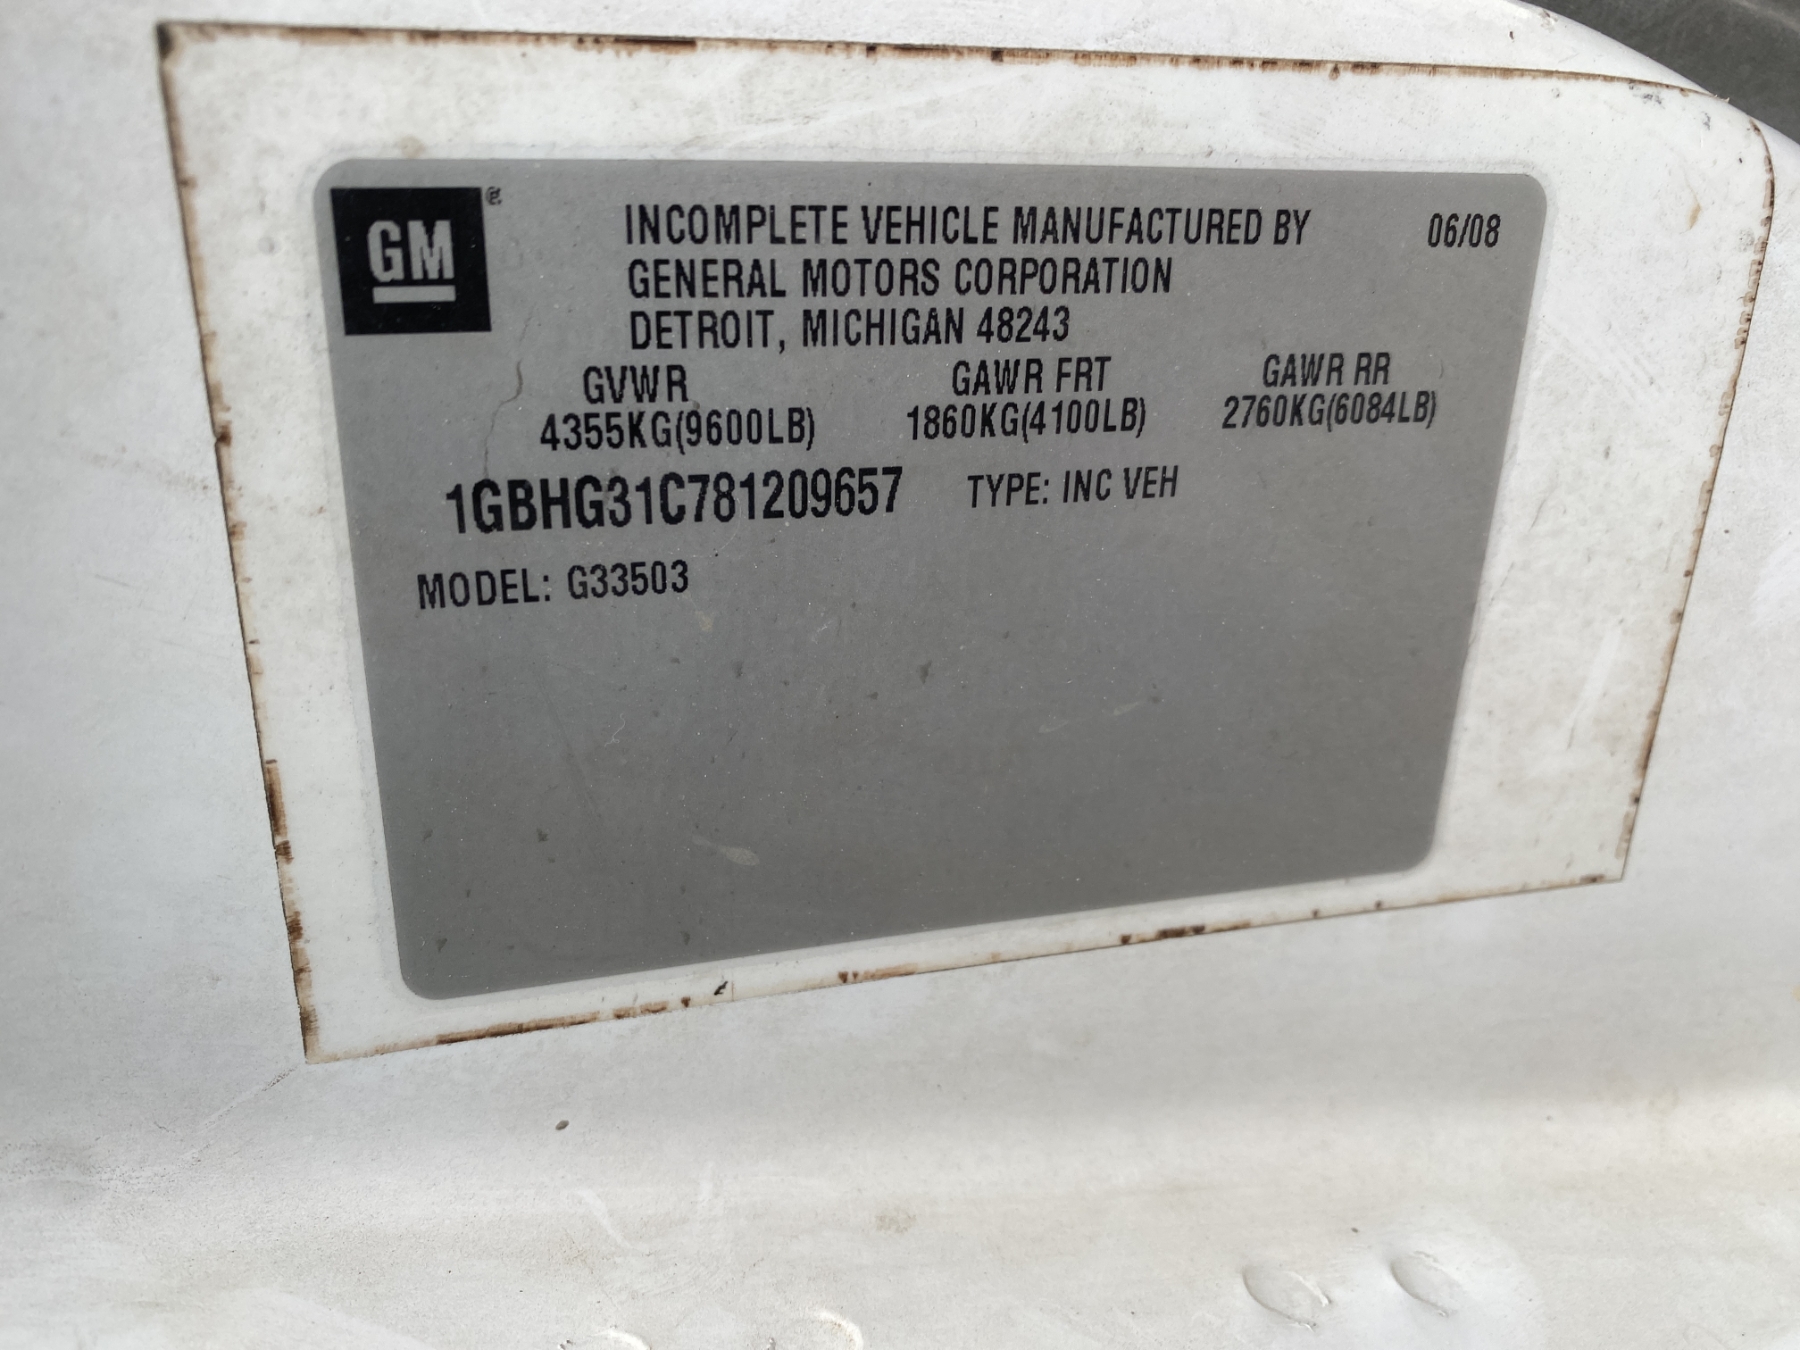 GM
INCOMPLETE VEHICLE MANUFACTURED BY 06/08
GENERAL MOTORS CORPORATION
DETROIT, MICHIGAN 48243
GVWR GAWR FRT GAWR RR
4355KG(9600LB) 1860KG(4100LB) 2760KG(6084LB)
1GBHG31C781209657 TYPE: INC VEH
MODEL: G33503